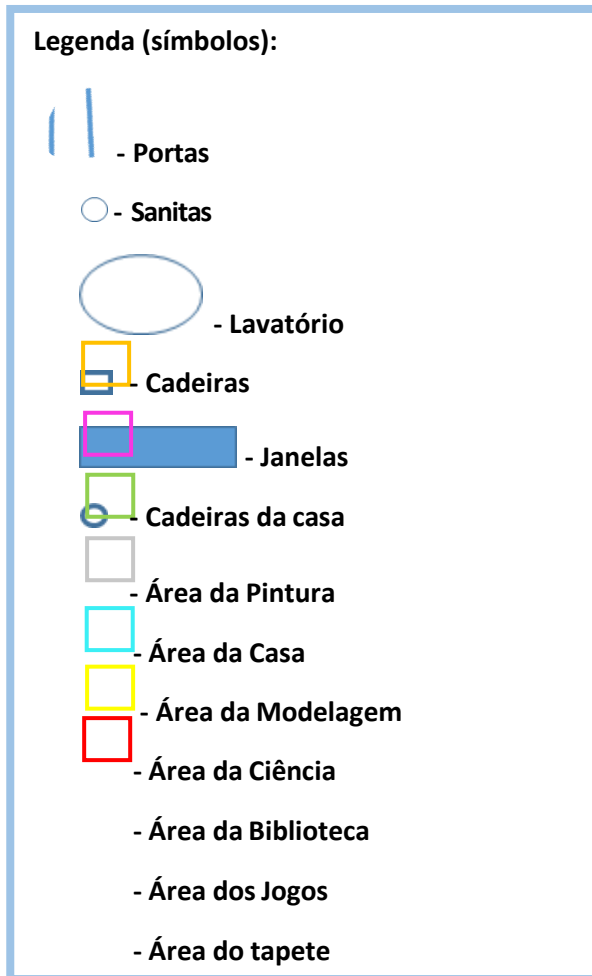 Legenda (símbolos):
- Portas
- Sanitas
- Lavatório
- Cadeiras
- Janelas
- Cadeiras da casa
- Área da Pintura
- Área da Casa
- Área da Modelagem
- Área da Ciência
- Área da Biblioteca
- Área dos Jogos
- Área do tapete